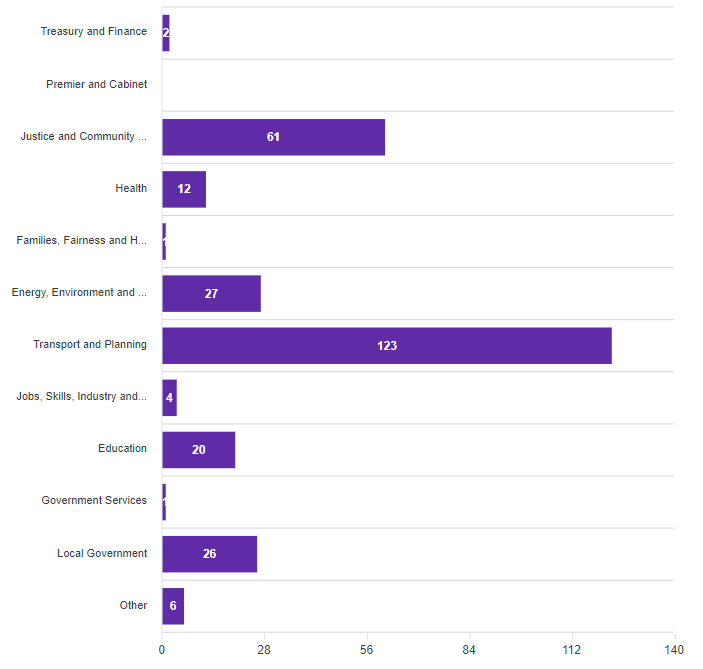 Treasury and Finance 2
Premier and Cabinet
Justice and Community ... 61
Health 12
Families, Fairness and H... 1
Energy, Environment and ... 27
Transport and Planning 123
Jobs, Skills, Industry and... 4
Education 20
Government Services 1
Local Government 26
Other 6
0 28 56 84 112 140